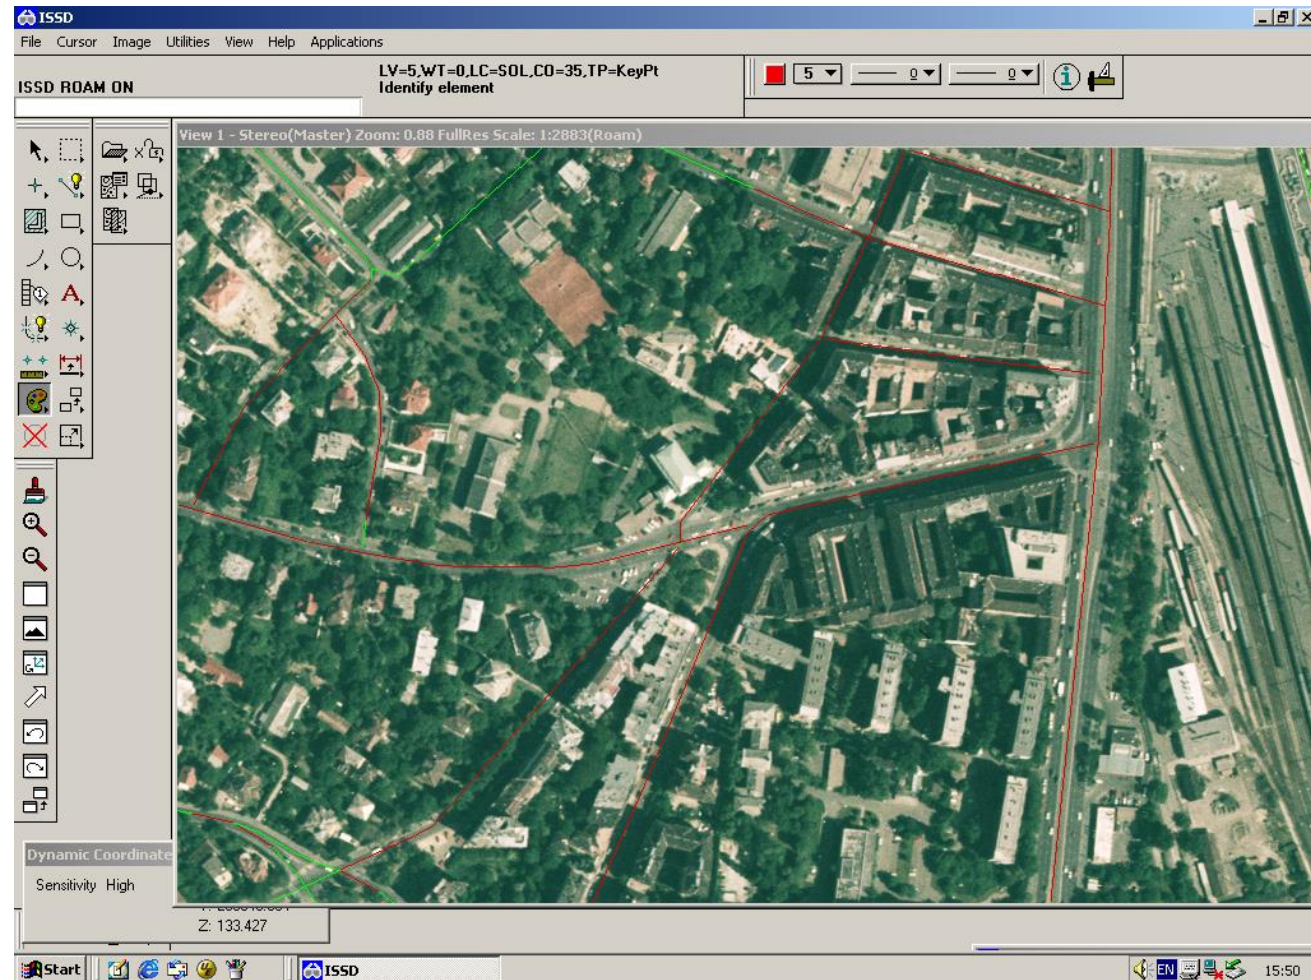 ISSD
File Cursor Image Utilities View Help Applications
ISSD ROAM ON
LV=5,WT=0,LC=SOL,CO=35,TP=KeyPt
Identify element
5 0 0
View 1 - Stereo(Master) Zoom: 0.88 FullRes Scale: 1:2883(Roam)
Dynamic Coordinate
Sensitivity High
Z: 133.427
Start ISSD EN 15:50